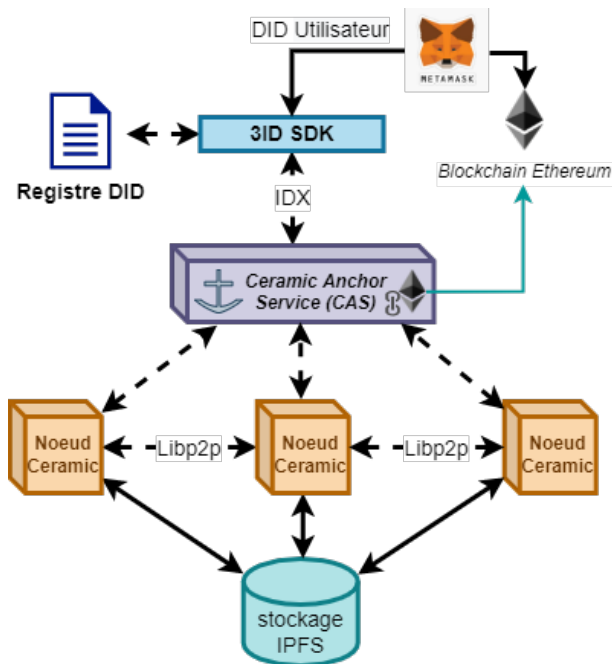 DID Utilisateur
METAMASK
3ID SDK
Registre DID
Blockchain Ethereum
IDX
Ceramic Anchor
Service (CAS)
Noeud
Ceramic
Libp2p
Noeud
Ceramic
Libp2p
Noeud
Ceramic
stockage
IPFS